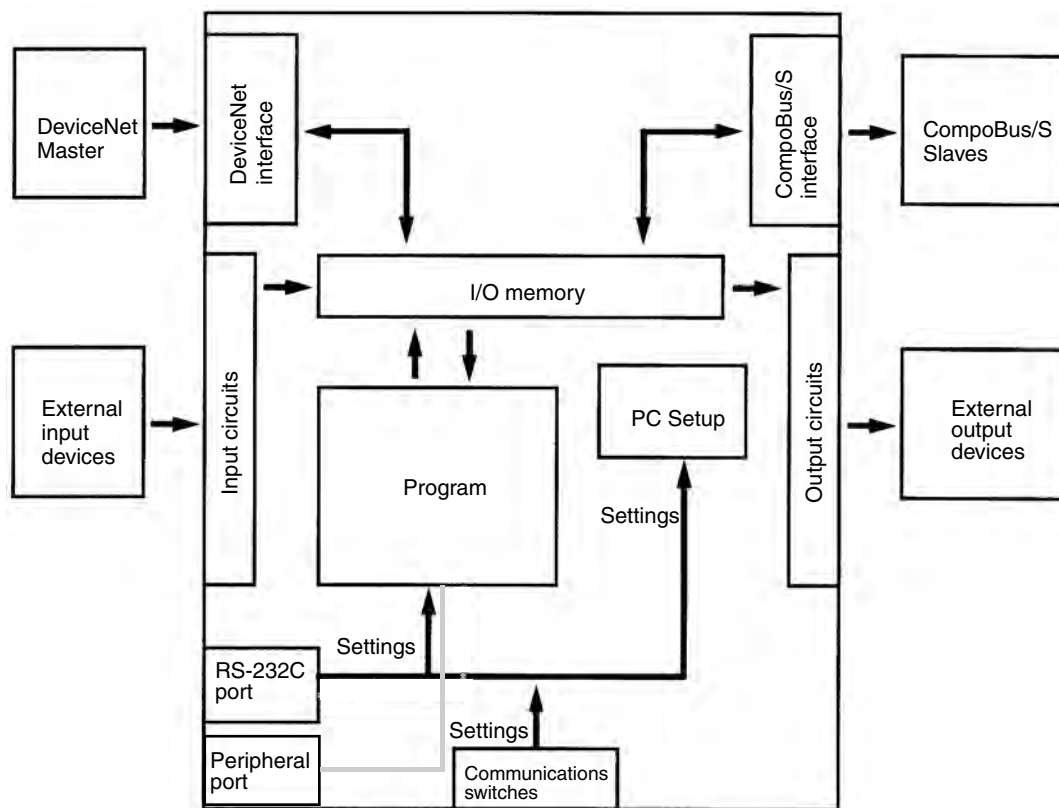 DeviceNet
Master
DeviceNet
interface
CompoBus/S
interface
CompoBus/S
Slaves
I/O memory
External
input
devices
Input circuits
Program
PC Setup
Settings
Output circuits
External
output
devices
Settings
RS-232C
port
Settings
Peripheral
port
Communications
switches